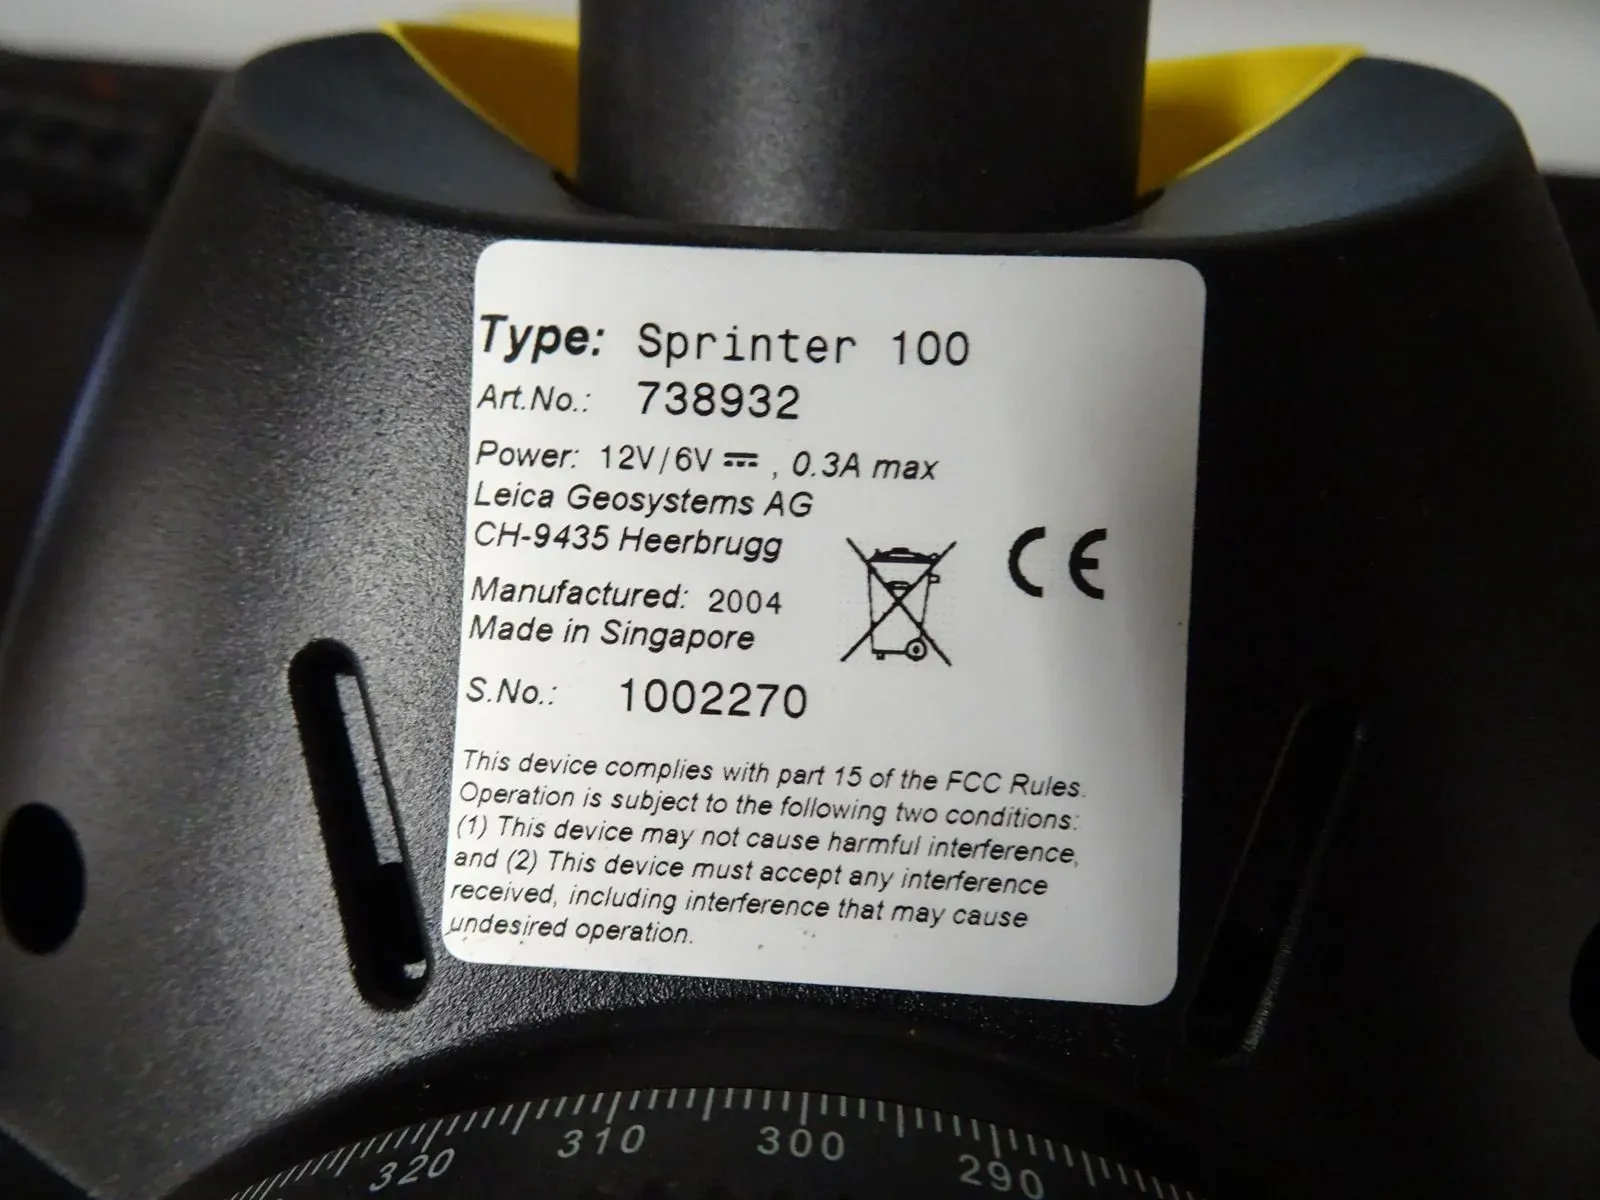 Type: Sprinter 100
Art.No.: 738932
Power: 12V/6V ⎓ , 0.3A max
Leica Geosystems AG
CH-9435 Heerbrugg
CE
Manufactured: 2004
Made in Singapore
S.No.: 1002270
This device complies with part 15 of the FCC Rules.
Operation is subject to the following two conditions:
(1) This device may not cause harmful interference,
and (2) This device must accept any interference
received, including interference that may cause
undesired operation.
320 310 300 290